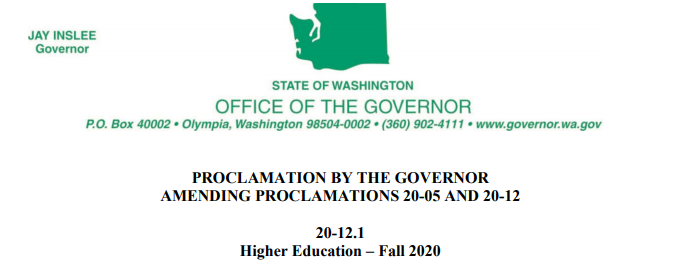 JAY INSLEE
Governor
STATE OF WASHINGTON
OFFICE OF THE GOVERNOR
P.O. Box 40002 • Olympia, Washington 98504-0002 • (360) 902-4111 • www.governor.wa.gov
PROCLAMATION BY THE GOVERNOR
AMENDING PROCLAMATIONS 20-05 AND 20-12
20-12.1
Higher Education – Fall 2020